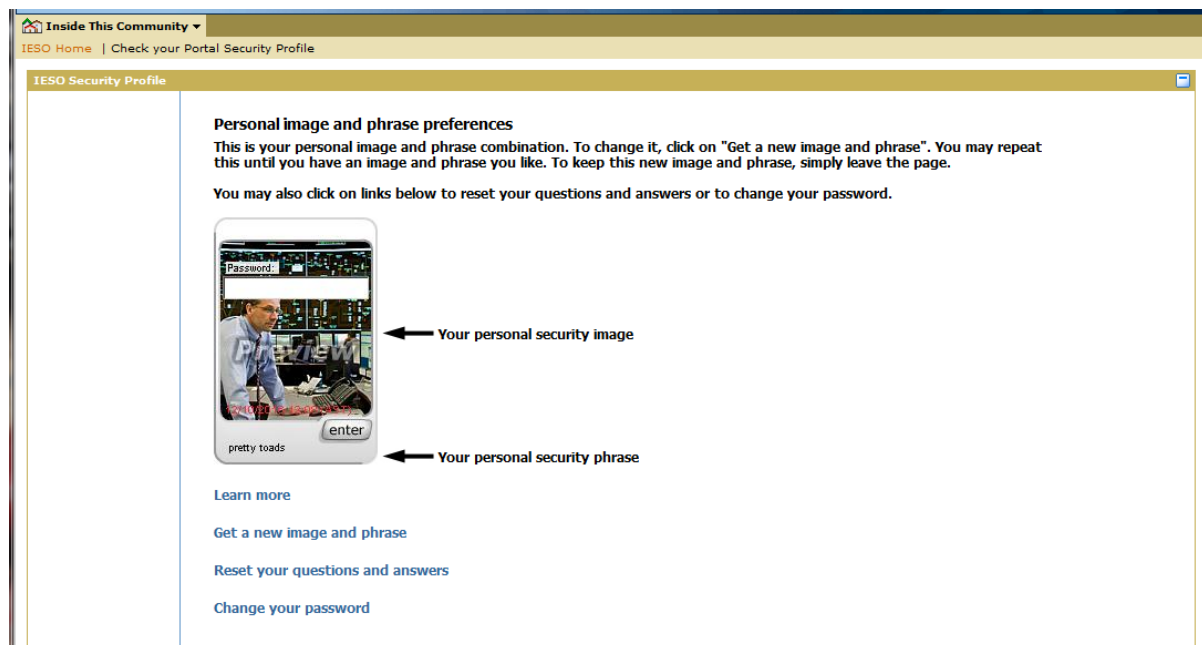 Inside This Community
IESO Home | Check your Portal Security Profile
IESO Security Profile
Personal image and phrase preferences
This is your personal image and phrase combination. To change it, click on "Get a new image and phrase". You may repeat
this until you have an image and phrase you like. To keep this new image and phrase, simply leave the page.
You may also click on links below to reset your questions and answers or to change your password.
Password:
Your personal security image
Preview
enter
pretty toads
Your personal security phrase
Learn more
Get a new image and phrase
Reset your questions and answers
Change your password